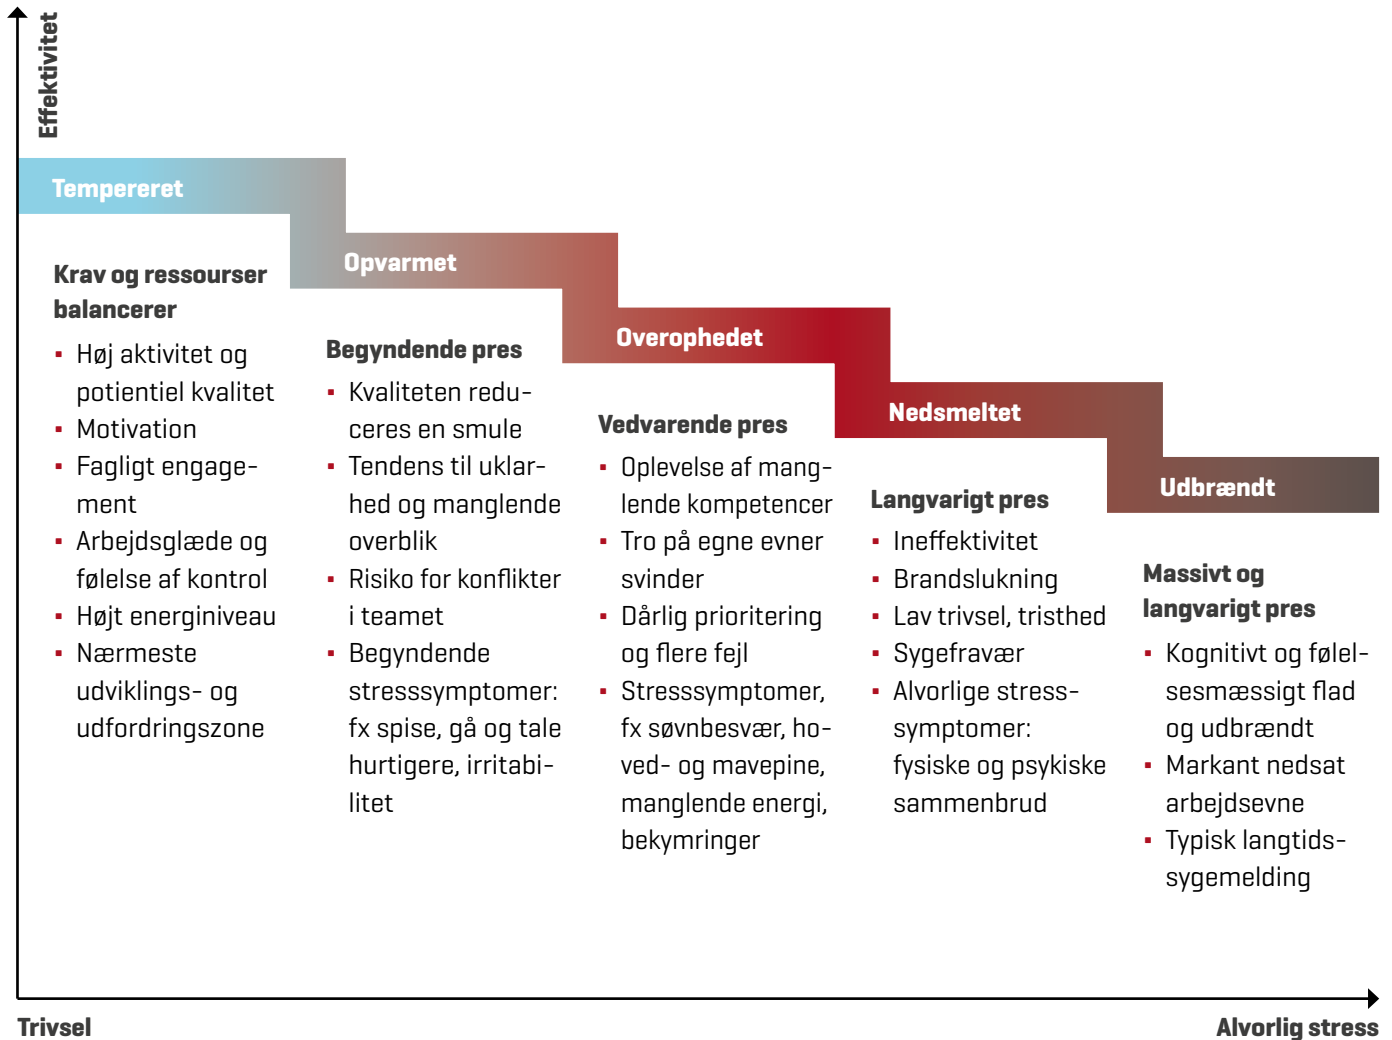 Effektivitet
Tempereret
Krav og ressourser
balancerer
▪ Høj aktivitet og
potientiel kvalitet
▪ Motivation
▪ Fagligt engage-
ment
▪ Arbejdsglæde og
følelse af kontrol
▪ Højt energiniveau
▪ Nærmeste
udviklings- og
udfordringszone
Opvarmet
Begyndende pres
▪ Kvaliteten redu-
ceres en smule
▪ Tendens til uklar-
hed og manglende
overblik
▪ Risiko for konflikter
i teamet
▪ Begyndende
stresssymptomer:
fx spise, gå og tale
hurtigere, irritabi-
litet
Overophedet
Vedvarende pres
▪ Oplevelse af mang-
lende kompetencer
▪ Tro på egne evner
svinder
▪ Dårlig prioritering
og flere fejl
▪ Stresssymptomer,
fx søvnbesvær, ho-
ved- og mavepine,
manglende energi,
bekymringer
Nedsmeltet
Langvarigt pres
▪ Ineffektivitet
▪ Brandslukning
▪ Lav trivsel, tristhed
▪ Sygefravær
▪ Alvorlige stress-
symptomer:
fysiske og psykiske
sammenbrud
Udbrændt
Massivt og
langvarigt pres
▪ Kognitivt og følel-
sesmæssigt flad
og udbrændt
▪ Markant nedsat
arbejdsevne
▪ Typisk langtids-
sygemelding
Trivsel
Alvorlig stress